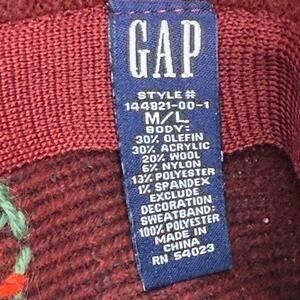 GAP
STYLE #
144821-00-1
M/L
BODY:
30% OLEFIN
30% ACRYLIC
20% WOOL
6% NYLON
13% POLYESTER
1% SPANDEX
EXCLUDE
DECORATION
SWEATBAND:
100% POLYESTER
MADE IN
CHINA
RN 54023